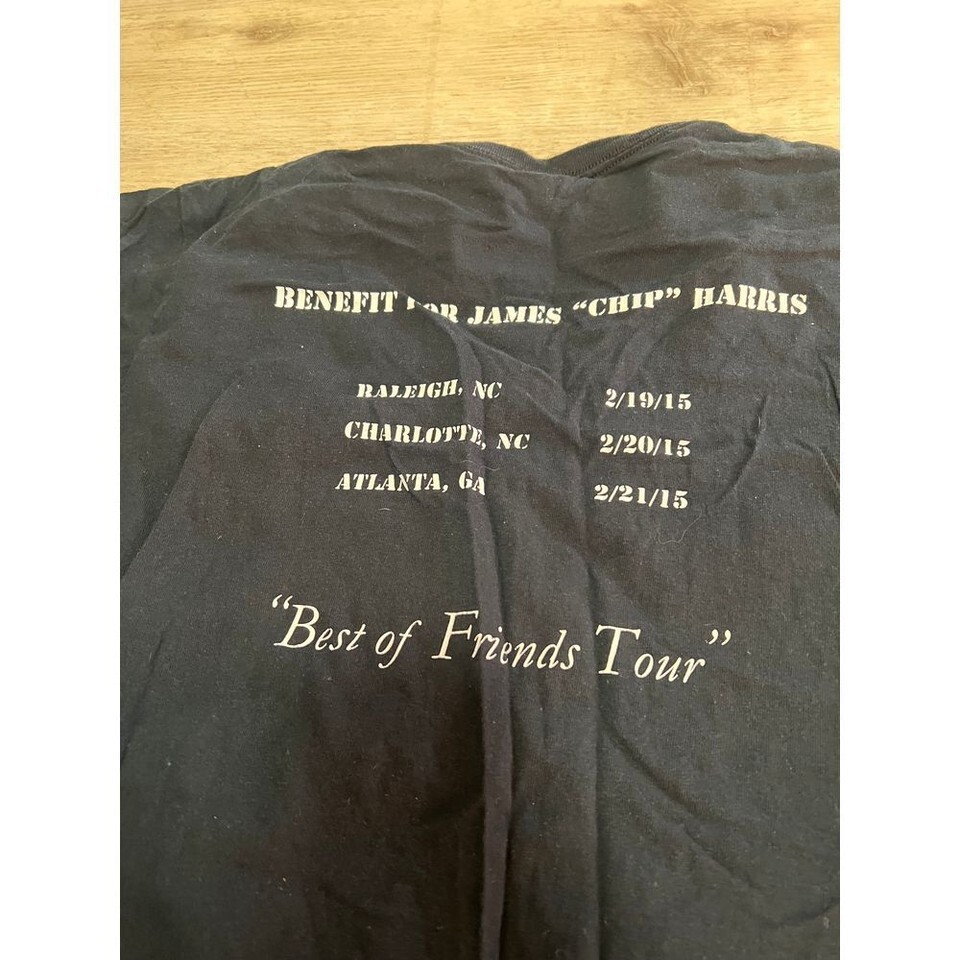 BENEFIT FOR JAMES “CHIP” HARRIS
RALEIGH, NC 2/19/15
CHARLOTTE, NC 2/20/15
ATLANTA, GA 2/21/15
“Best of Friends Tour”